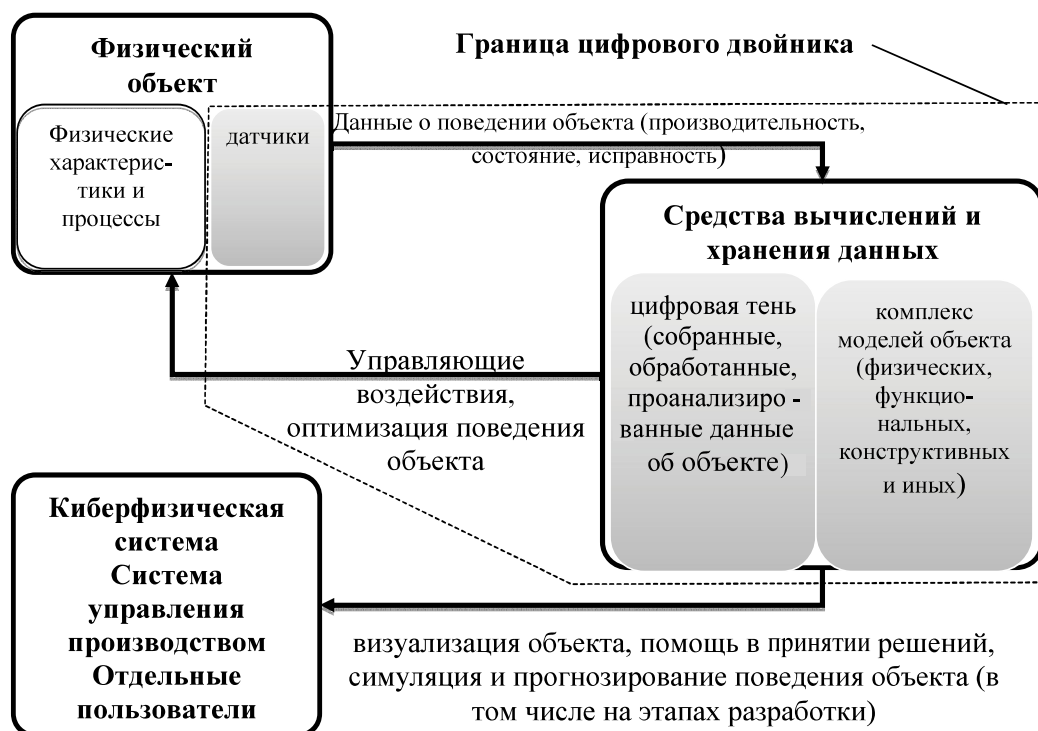 Физический
объект
Граница цифрового двойника
Физические
характерис-
тики и
процессы
датчики
Данные о поведении объекта (производительность,
состояние, исправность)
Средства вычислений и
хранения данных
цифровая тень
(собранные,
обработанные,
проанализиро -
ванные данные
об объекте)
комплекс
моделей объекта
(физических,
функцио-
нальных,
конструктивных
и иных)
Управляющие
воздействия,
оптимизация поведения
объекта
Киберфизическая
система
Система
управления
производством
Отдельные
пользователи
визуализация объекта, помощь в принятии решений,
симуляция и прогнозирование поведения объекта (в
том числе на этапах разработки)